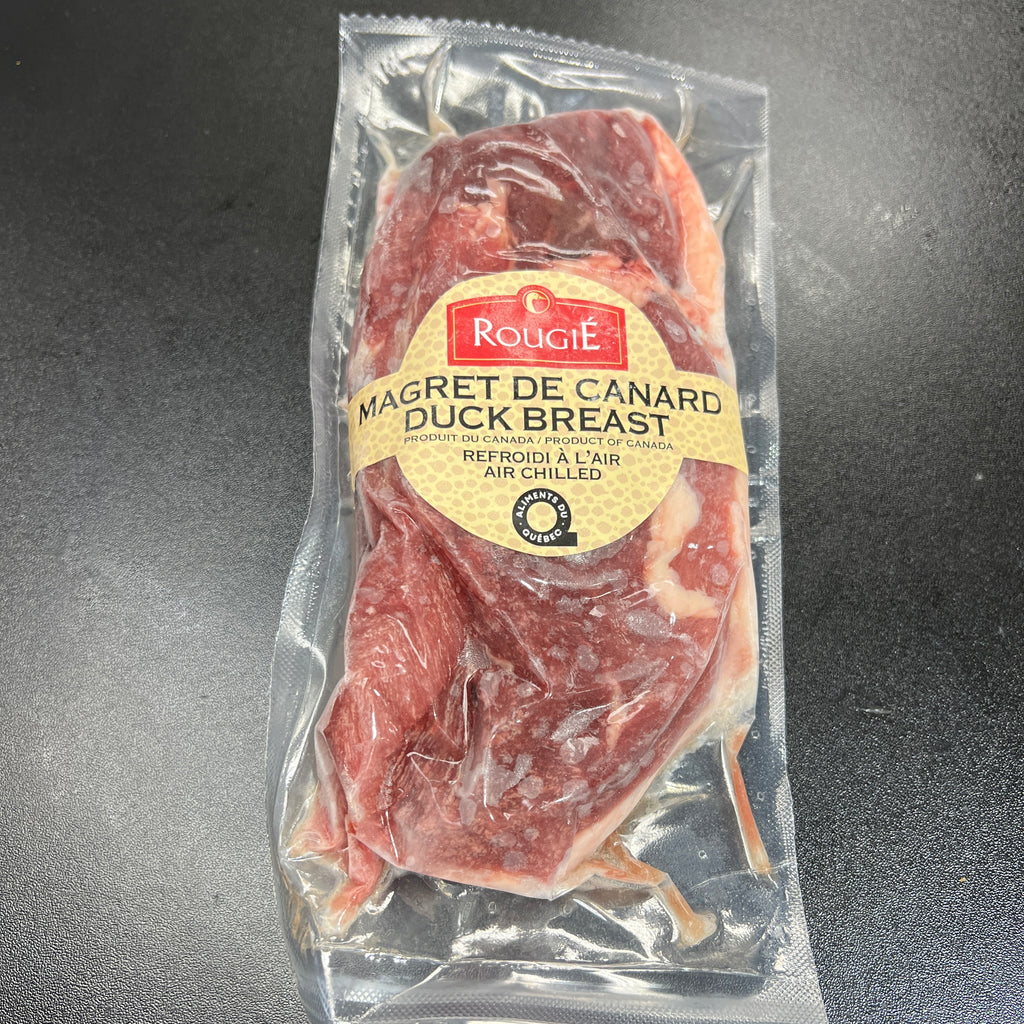 ROUGIÉ
MAGRET DE CANARD
DUCK BREAST
PRODUIT DU CANADA / PRODUCT OF CANADA
REFROIDI À L'AIR
AIR CHILLED
ALIMENTS DU
QUÉBEC